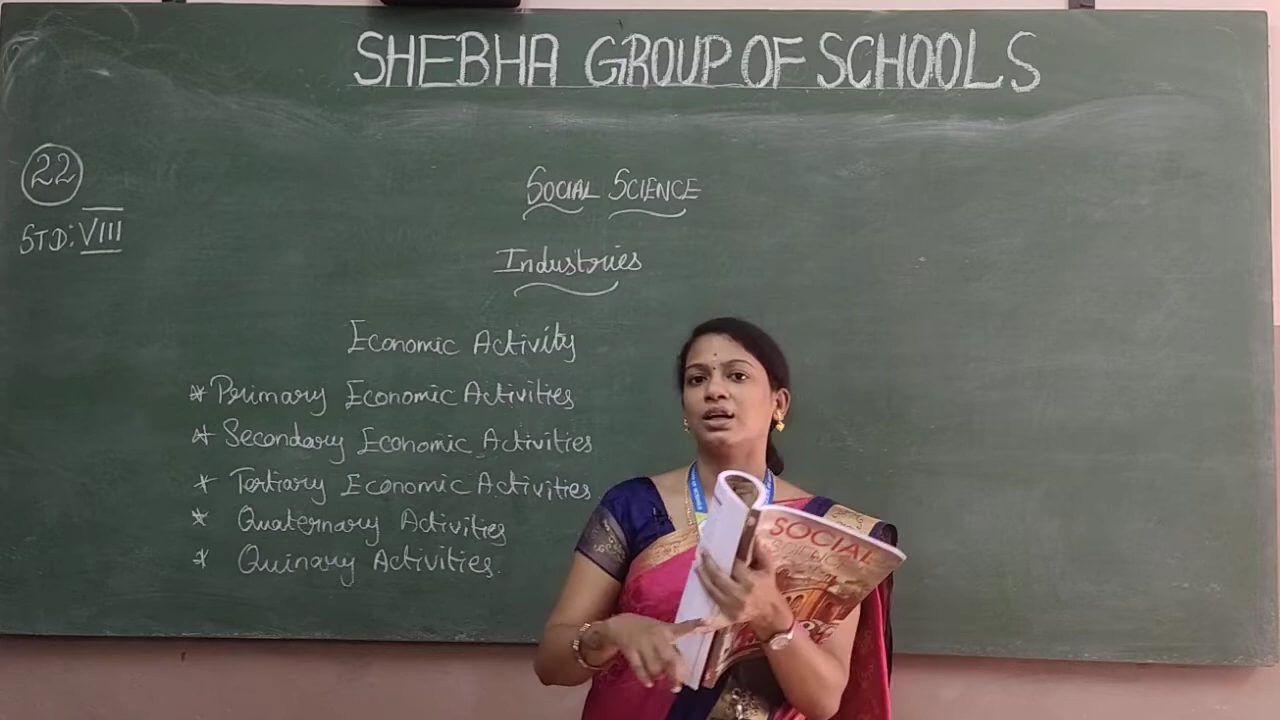 SHEBHA GROUP OF SCHOOLS
22
STD: VIII
SOCIAL SCIENCE
Industries
Economic Activity
* Primary Economic Activities
* Secondary Economic Activities
* Tertiary Economic Activities
* Quaternary Activities
* Quinary Activities.
SOCIAL